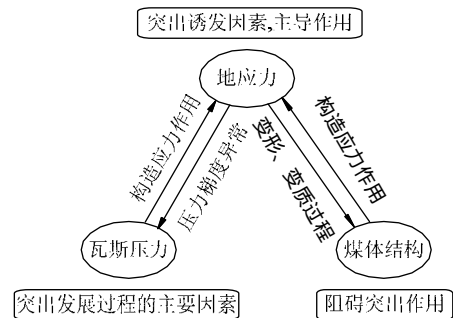 突出诱发因素,主导作用
地应力
构造应力作用
压力梯度异常
变形、变质过程
构造应力作用
瓦斯压力
煤体结构
突出发展过程的主要因素
阻碍突出作用